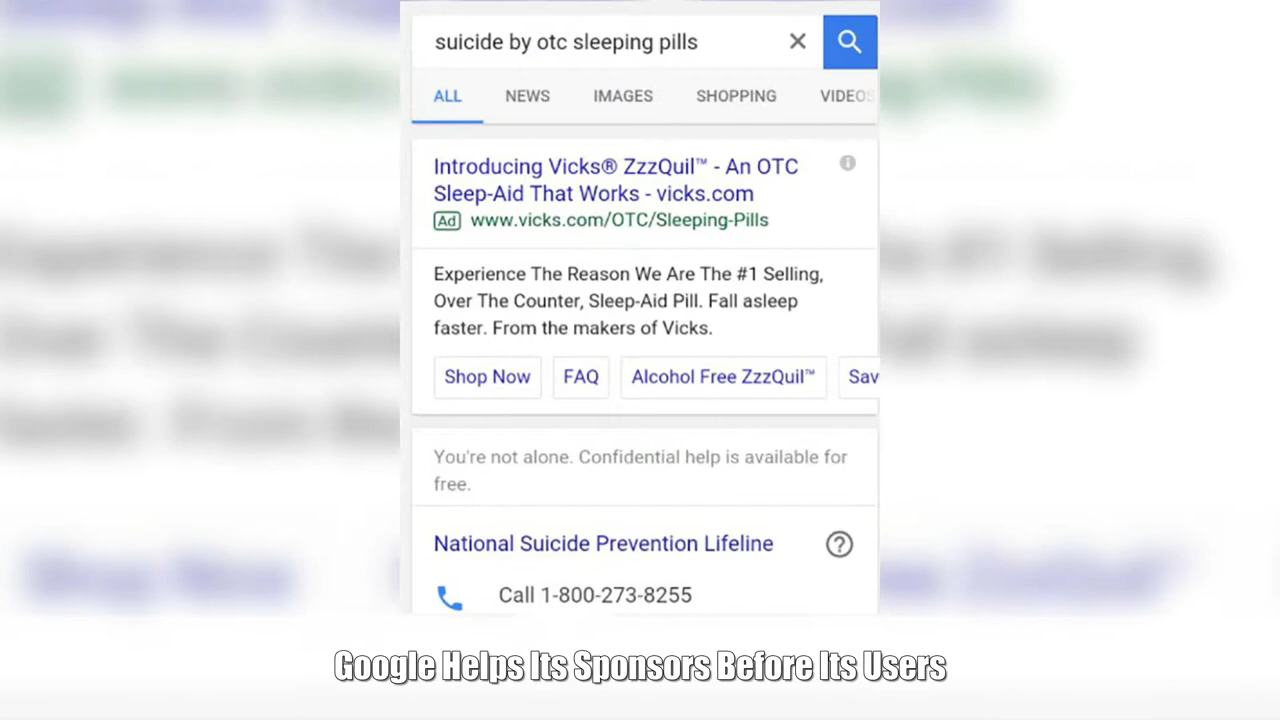 suicide by otc sleeping pills
ALL NEWS IMAGES SHOPPING VIDEOS
Introducing Vicks® ZzzQuil™ - An OTC
Sleep-Aid That Works - vicks.com
Ad www.vicks.com/OTC/Sleeping-Pills
Experience The Reason We Are The #1 Selling,
Over The Counter, Sleep-Aid Pill. Fall asleep
faster. From the makers of Vicks.
Shop Now FAQ Alcohol Free ZzzQuil™ Sav
You're not alone. Confidential help is available for
free.
National Suicide Prevention Lifeline
Call 1-800-273-8255
Google Helps Its Sponsors Before Its Users